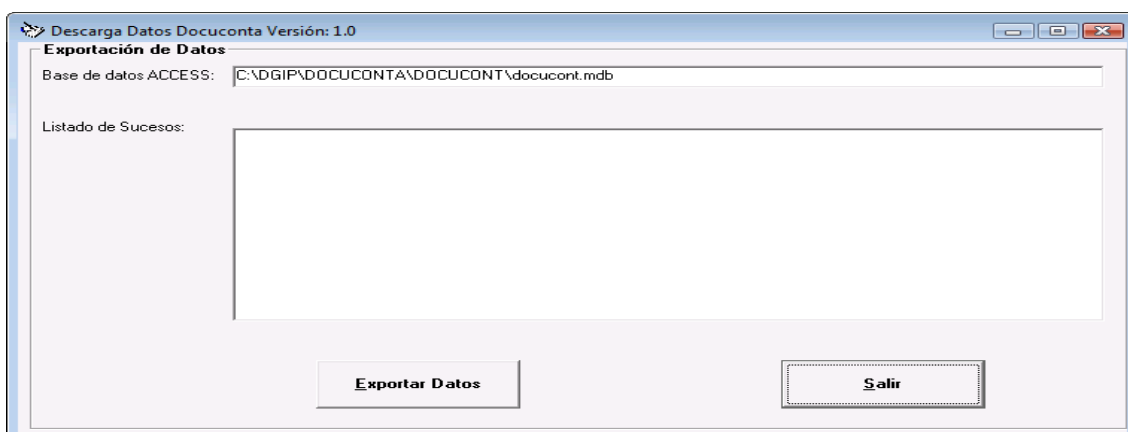 Descarga Datos Docuconta Versión: 1.0
Exportación de Datos
Base de datos ACCESS: C:\DGIP\DOCUCONTA\DOCUCONT\docucont.mdb
Listado de Sucesos:
Exportar Datos Salir